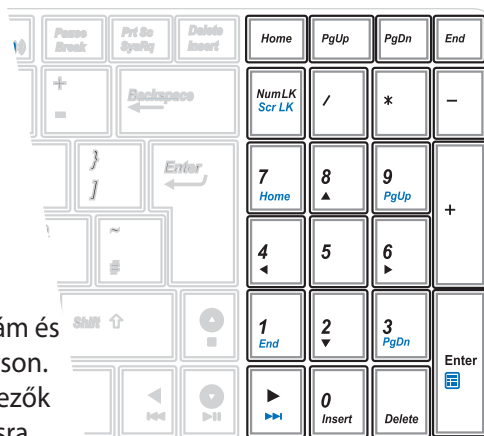 Pause Prt Sc Delete Home PgUp PgDn End
Break SysRq Insert
+ Backspace NumLK / * −
= Scr LK
} Enter 7 8 9 +
] Home PgUp
~ 4 5 6
#
Shift 1 2 3 Enter
End PgDn
0 Delete
Insert
ám és
son.
ezők
sra